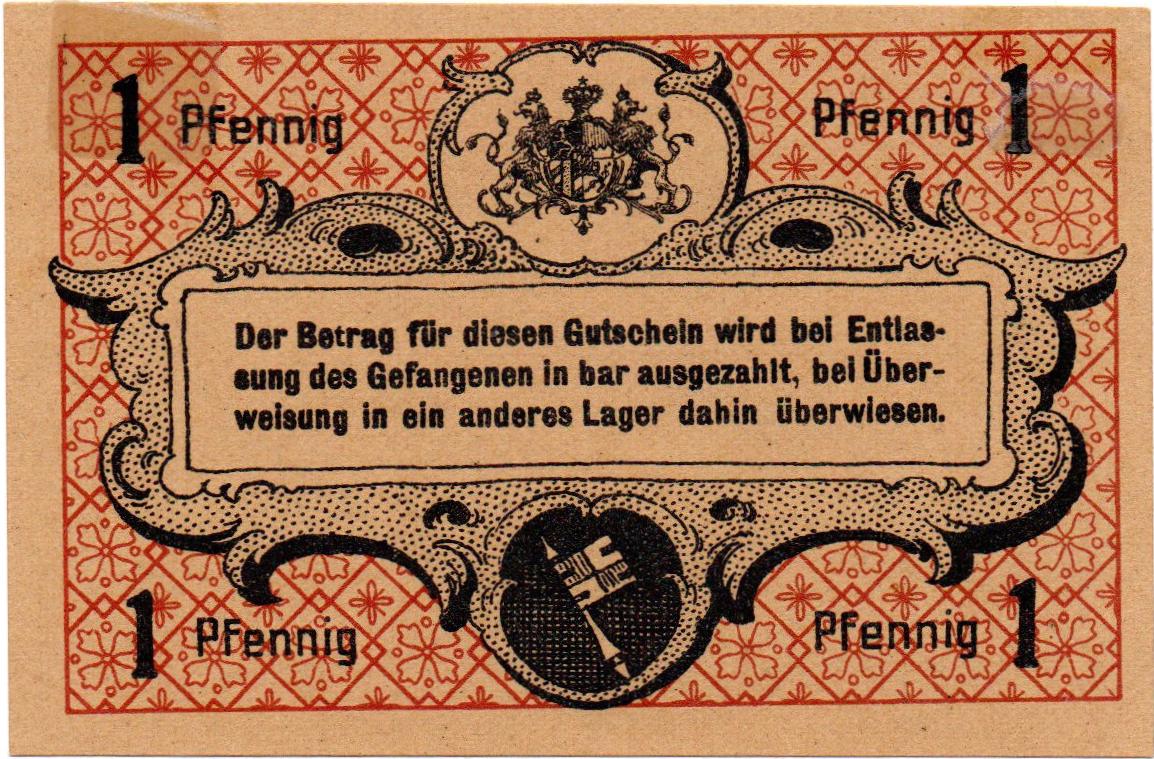 1 Pfennig Pfennig 1
Der Betrag für diesen Gutschein wird bei Entlas-
sung des Gefangenen in bar ausgezahlt, bei Über-
weisung in ein anderes Lager dahin überwiesen.
1 Pfennig Pfennig 1